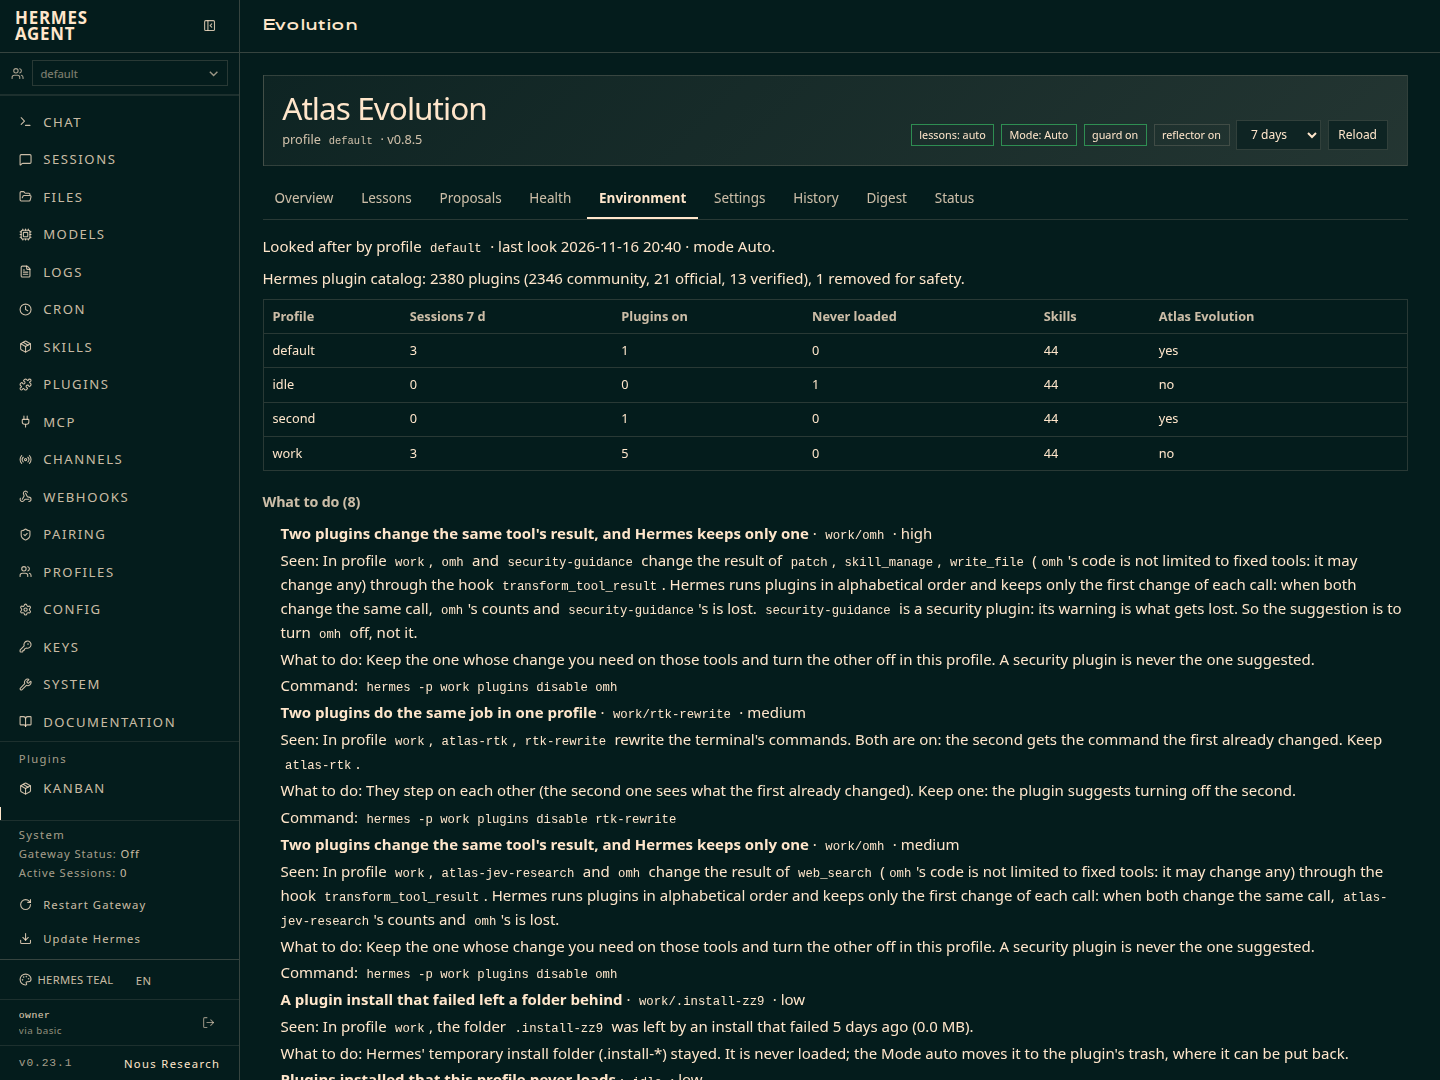 HERMES
AGENT
default
CHAT
SESSIONS
FILES
MODELS
LOGS
CRON
SKILLS
PLUGINS
MCP
CHANNELS
WEBHOOKS
PAIRING
PROFILES
CONFIG
KEYS
SYSTEM
DOCUMENTATION
Plugins
KANBAN
System
Gateway Status: Off
Active Sessions: 0
Restart Gateway
Update Hermes
HERMES TEAL EN
owner
via basic
v0.23.1 Nous Research
Evolution
Atlas Evolution
profile default · v0.8.5
lessons: auto Mode: Auto guard on reflector on 7 days Reload
Overview Lessons Proposals Health Environment Settings History Digest Status
Looked after by profile default · last look 2026-11-16 20:40 · mode Auto.
Hermes plugin catalog: 2380 plugins (2346 community, 21 official, 13 verified), 1 removed for safety.
Profile Sessions 7 d Plugins on Never loaded Skills Atlas Evolution
default 3 1 0 44 yes
idle 0 0 1 44 no
second 0 1 0 44 yes
work 3 5 0 44 no
What to do (8)
Two plugins change the same tool's result, and Hermes keeps only one · work/omh · high
Seen: In profile work, omh and security-guidance change the result of patch, skill_manage, write_file (omh's code is not limited to fixed tools: it may
change any) through the hook transform_tool_result. Hermes runs plugins in alphabetical order and keeps only the first change of each call: when both
change the same call, omh's counts and security-guidance's is lost. security-guidance is a security plugin: its warning is what gets lost. So the suggestion is to
turn omh off, not it.
What to do: Keep the one whose change you need on those tools and turn the other off in this profile. A security plugin is never the one suggested.
Command: hermes -p work plugins disable omh
Two plugins do the same job in one profile · work/rtk-rewrite · medium
Seen: In profile work, atlas-rtk, rtk-rewrite rewrite the terminal's commands. Both are on: the second gets the command the first already changed. Keep
atlas-rtk.
What to do: They step on each other (the second one sees what the first already changed). Keep one: the plugin suggests turning off the second.
Command: hermes -p work plugins disable rtk-rewrite
Two plugins change the same tool's result, and Hermes keeps only one · work/omh · medium
Seen: In profile work, atlas-jev-research and omh change the result of web_search (omh's code is not limited to fixed tools: it may change any) through the
hook transform_tool_result. Hermes runs plugins in alphabetical order and keeps only the first change of each call: when both change the same call, atlas-
jev-research's counts and omh's is lost.
What to do: Keep the one whose change you need on those tools and turn the other off in this profile. A security plugin is never the one suggested.
Command: hermes -p work plugins disable omh
A plugin install that failed left a folder behind · work/.install-zz9 · low
Seen: In profile work, the folder .install-zz9 was left by an install that failed 5 days ago (0.0 MB).
What to do: Hermes' temporary install folder (.install-*) stayed. It is never loaded; the Mode auto moves it to the plugin's trash, where it can be put back.
Plugins installed that this profile never loads · idle · low